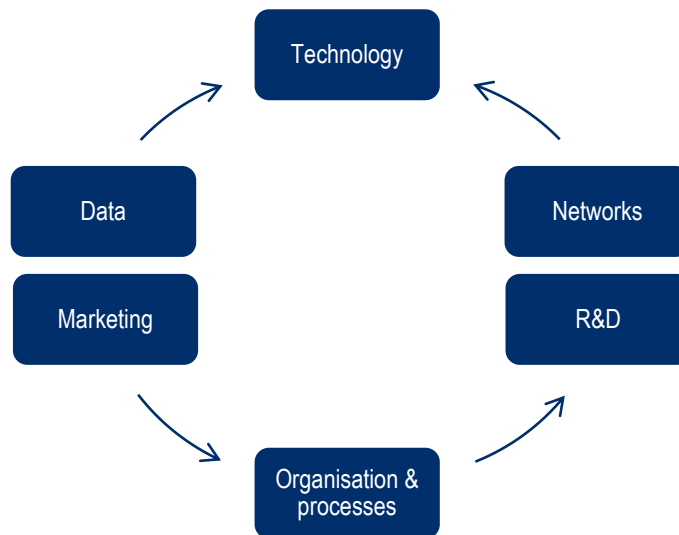 Technology
Data
Networks
Marketing
R&D
Organisation &
processes